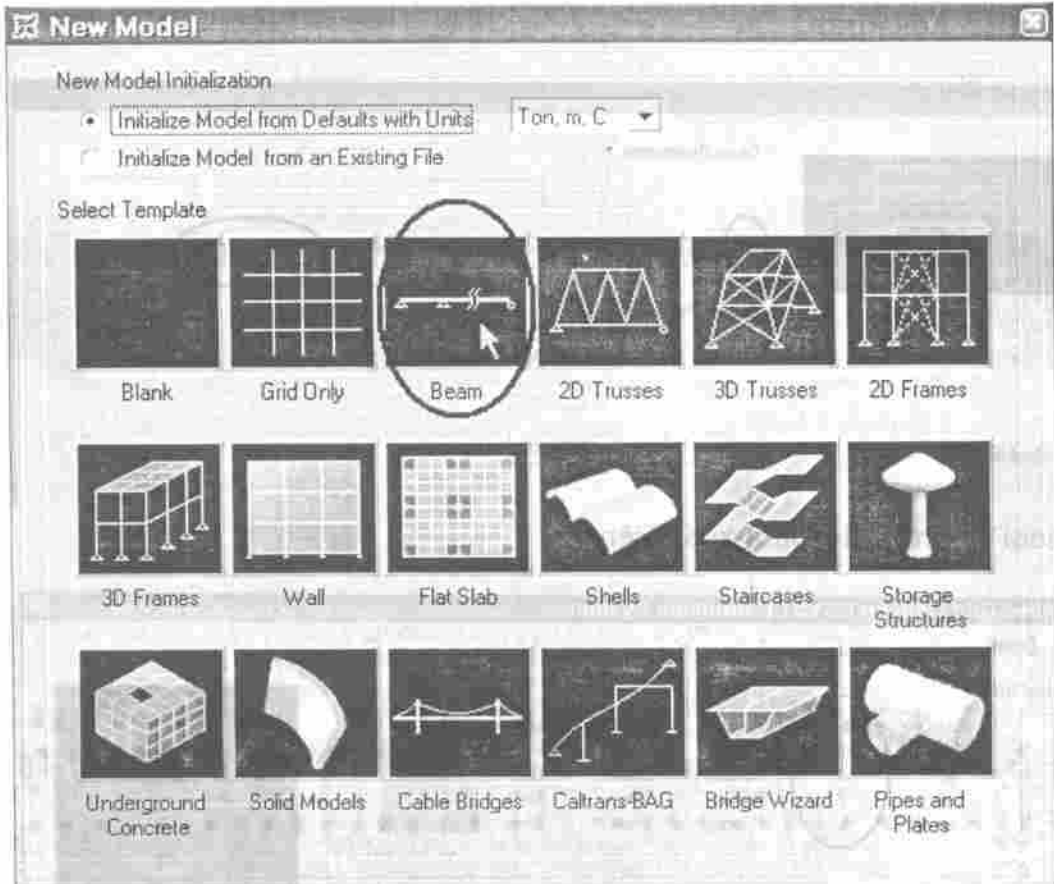 New Model
New Model Initialization
Initialize Model from Defaults with Units
Ton, m, C
Initialize Model from an Existing File
Select Template
Blank
Grid Only
Beam
2D Trusses
3D Trusses
2D Frames
3D Frames
Wall
Flat Slab
Shells
Staircases
Storage
Structures
Underground
Concrete
Solid Models
Cable Bridges
Caltrans-BAG
Bridge Wizard
Pipes and
Plates